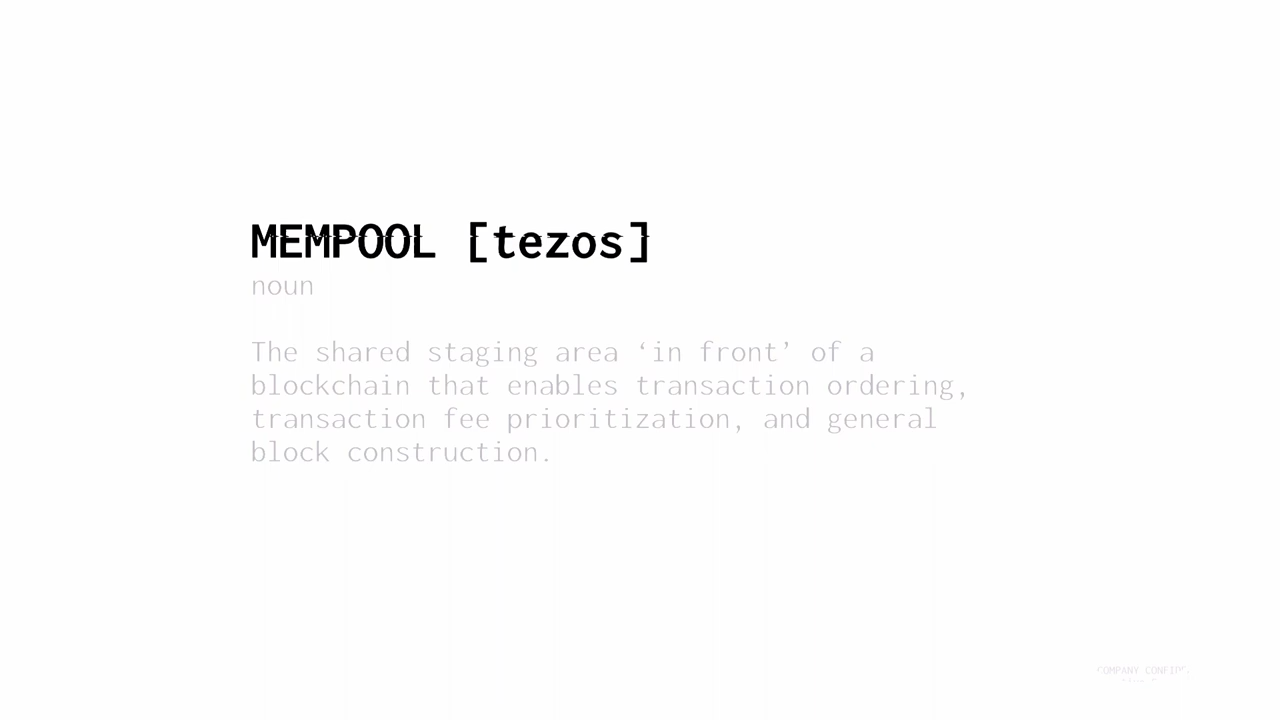 MEMPOOL [tezos]
noun
The shared staging area ‘in front’ of a
blockchain that enables transaction ordering,
transaction fee prioritization, and general
block construction.
COMPANY